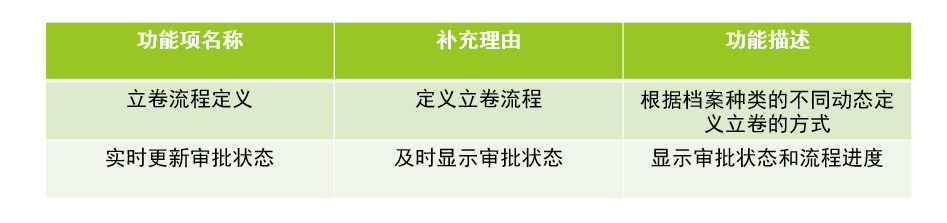 功能项名称 补充理由 功能描述
立卷流程定义 定义立卷流程 根据档案种类的不同动态定
义立卷的方式
实时更新审批状态 及时显示审批状态 显示审批状态和流程进度